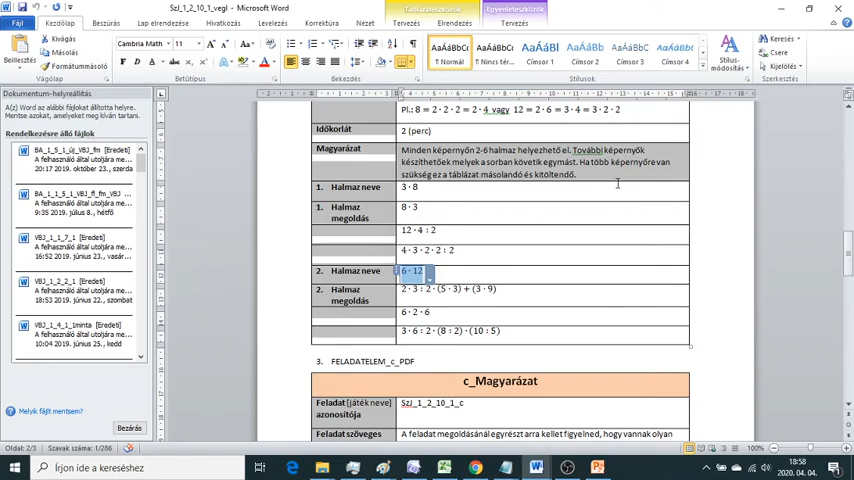 SzJ_1_2_10_1_vegl - Microsoft Word
Táblázateszközök
Egyenleteszközök
Fájl
Kezdőlap
Beszúrás
Lap elrendezése
Hivatkozás
Levelezés
Korrektúra
Nézet
Tervezés
Elrendezés
Tervezés
Beillesztés
Kivágás
Másolás
Formátummásoló
Vágólap
Cambria Math
11
Betűtípus
Bekezdés
AaBbCcDc
¶ Normál
AaBbCcDc
¶ Nincs tér...
AaBbCc
Címsor 1
AaBbCc
Címsor 2
AaBbCcI
Címsor 3
AaBbCcI
Címsor 4
Stílusok
Stílus-
módosítás
Keresés
Csere
Kijelölés
Szerkesztés
Dokumentum-helyreállítás
A(z) Word az alábbi fájlokat állította helyre.
Mentse azokat, amelyeket meg kíván tartani.
Rendelkezésre álló fájlok
BA_1_5_1_új_VBJ_fm [Eredeti]
A felhasználó által utoljára me...
20:17 2019. október 23., szerda
BA_1_5_1_VBJ_fl_fm_VBJ ...
A felhasználó által utoljára me...
9:35 2019. július 8., hétfő
VBJ_1_1_7_1 [Eredeti]
A felhasználó által utoljára me...
16:52 2019. június 23., vasár...
VBJ_1_2_2_1 [Eredeti]
A felhasználó által utoljára me...
18:53 2019. június 22., szombat
VBJ_1_4_1_1minta [Eredeti]
A felhasználó által utoljára me...
10:04 2019. június 25., kedd
Melyik fájlt mentsem?
Bezárás
Pl.: 8 = 2 · 2 · 2 = 2 · 4 vagy 12 = 2 · 6 = 3 · 4 = 3 · 2 · 2
Időkorlát
2 (perc)
Magyarázat
Minden képernyőn 2-6 halmaz helyezhető el. További képernyők
készíthetőek melyek a sorban követik egymást. Ha több képernyőre van
szükség ez a táblázat másolandó és kitöltendő.
1. Halmaz neve
3 · 8
1. Halmaz
megoldás
8 · 3
12 · 4 : 2
4 · 3 · 2 · 2 : 2
2. Halmaz neve
6 · 12
2. Halmaz
megoldás
2 · 3 : 2 · (5 · 3) + (3 · 9)
6 · 2 · 6
3 · 6 : 2 · (8 : 2) · (10 : 5)
3. FELADATELEM_c_PDF
c_Magyarázat
Feladat [játék neve]
azonosítója
SzJ_1_2_10_1_c
Feladat szöveges
A feladat megoldásánál egyrészt arra kellet figyelned, hogy vannak olyan
Oldal: 2/3
Szavak száma: 1/286
100%
Írjon ide a kereséshez
18:58
2020. 04. 04.